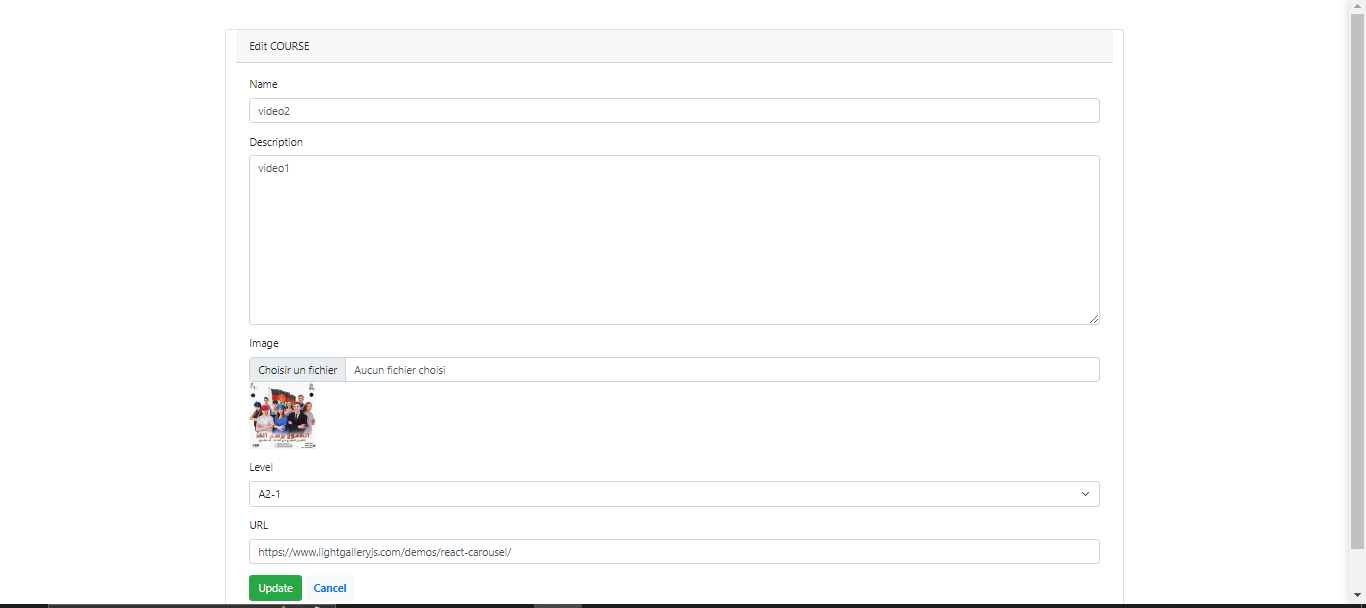 Edit COURSE
Name
video2
Description
video1
Image
Choisir un fichier Aucun fichier choisi
Level
A2-1
URL
https://www.lightgalleryjs.com/demos/react-carousel/
Update Cancel